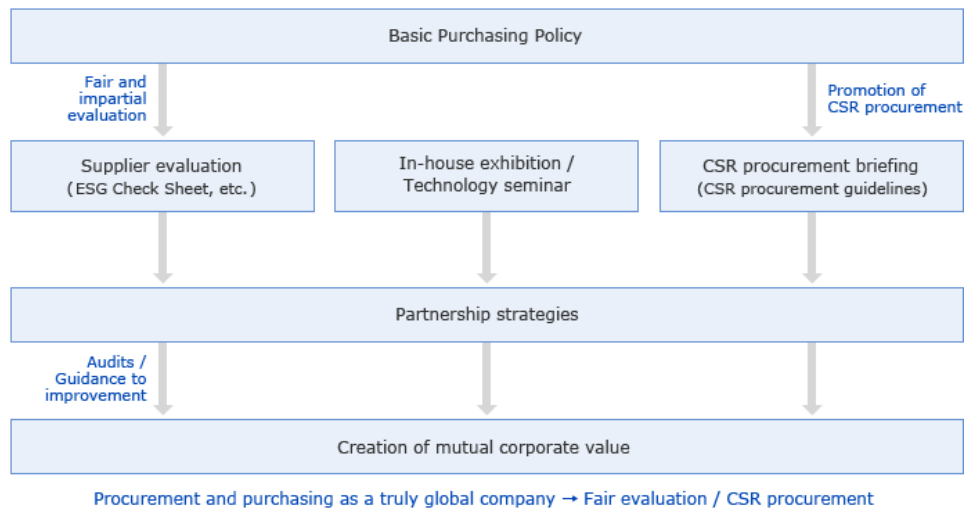 Basic Purchasing Policy
Fair and
impartial
evaluation
Promotion of
CSR procurement
Supplier evaluation
(ESG Check Sheet, etc.)
In-house exhibition /
Technology seminar
CSR procurement briefing
(CSR procurement guidelines)
Partnership strategies
Audits /
Guidance to
improvement
Creation of mutual corporate value
Procurement and purchasing as a truly global company → Fair evaluation / CSR procurement